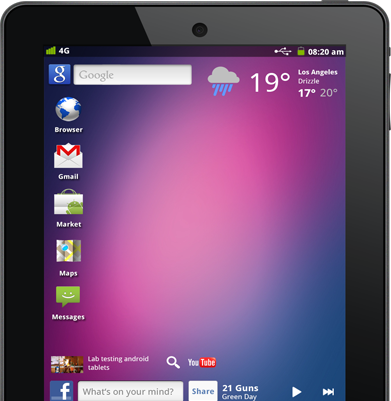 4G
08:20 am
g
Google
19°
Los Angeles
Drizzle
17° 20°
Browser
Gmail
Market
Maps
Messages
Lab testing android
tablets
YouTube
f
What's on your mind?
Share
21 Guns
Green Day